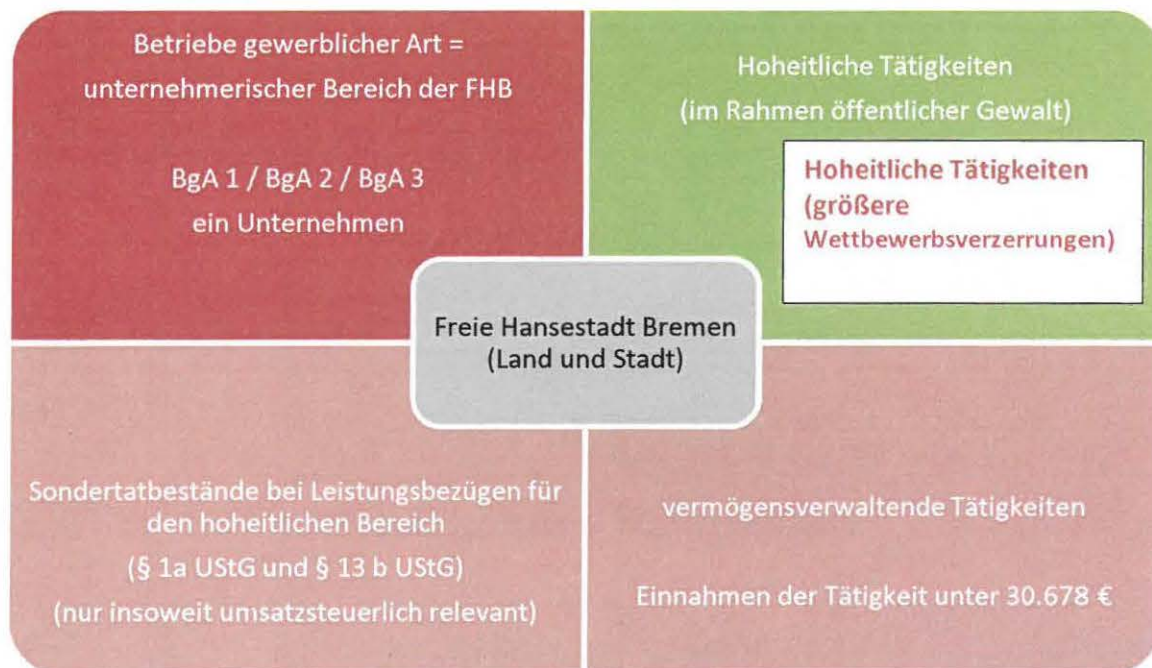 Betriebe gewerblicher Art =
unternehmerischer Bereich der FHB
BgA 1 / BgA 2 / BgA 3
ein Unternehmen
Hoheitliche Tätigkeiten
(im Rahmen öffentlicher Gewalt)
Hoheitliche Tätigkeiten
(größere
Wettbewerbsverzerrungen)
Freie Hansestadt Bremen
(Land und Stadt)
Sondertatbestände bei Leistungsbezügen für
den hoheitlichen Bereich
(§ 1a UStG und § 13 b UStG)
(nur insoweit umsatzsteuerlich relevant)
vermögensverwaltende Tätigkeiten
Einnahmen der Tätigkeit unter 30.678 €